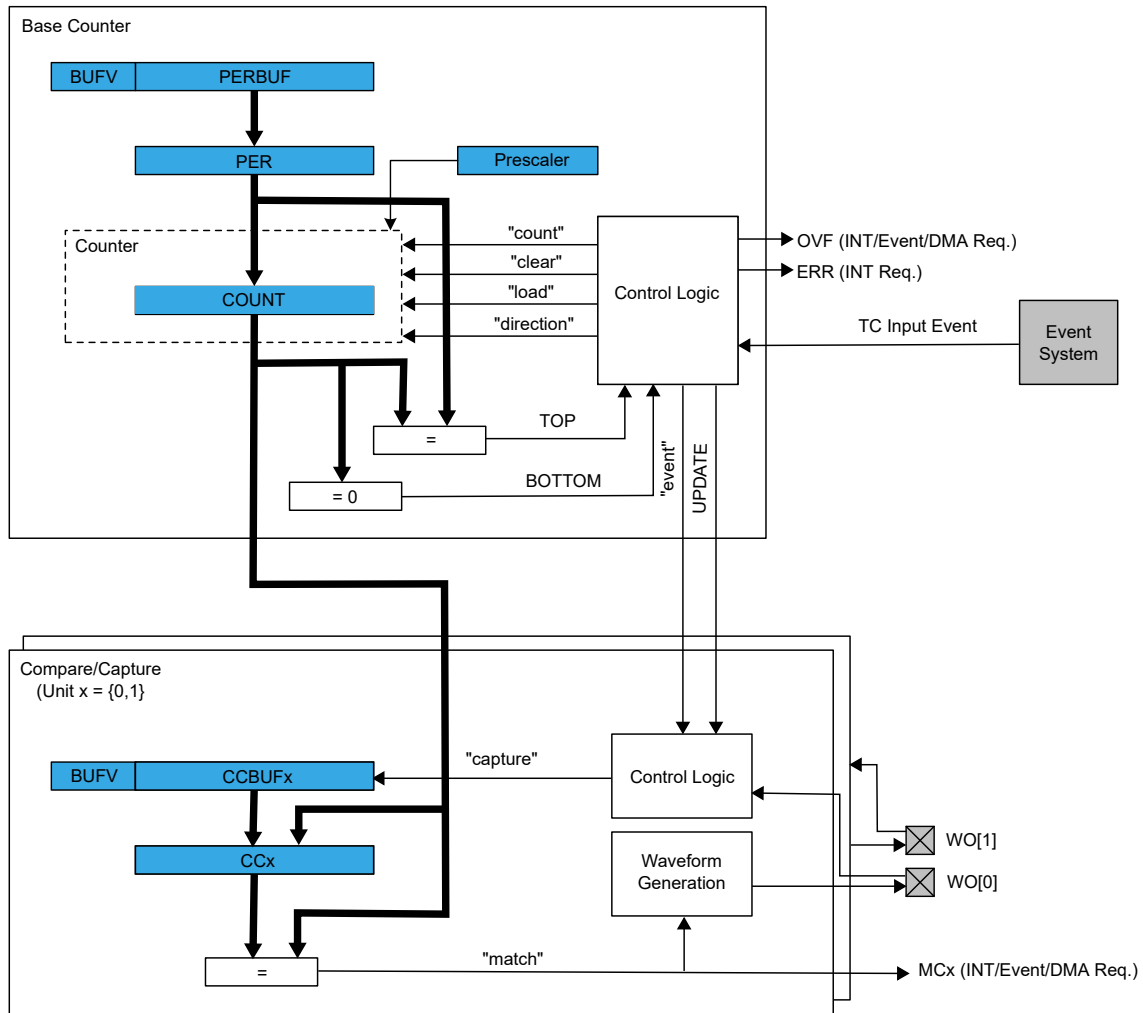 Base Counter
BUFV
PERBUF
PER
Prescaler
Counter
COUNT
"count"
"clear"
"load"
"direction"
Control Logic
OVF (INT/Event/DMA Req.)
ERR (INT Req.)
TC Input Event
Event
System
=
TOP
= 0
BOTTOM
"event"
UPDATE
Compare/Capture
(Unit x = {0,1}
BUFV
CCBUFx
"capture"
Control Logic
CCx
Waveform
Generation
WO[1]
WO[0]
=
"match"
MCx (INT/Event/DMA Req.)